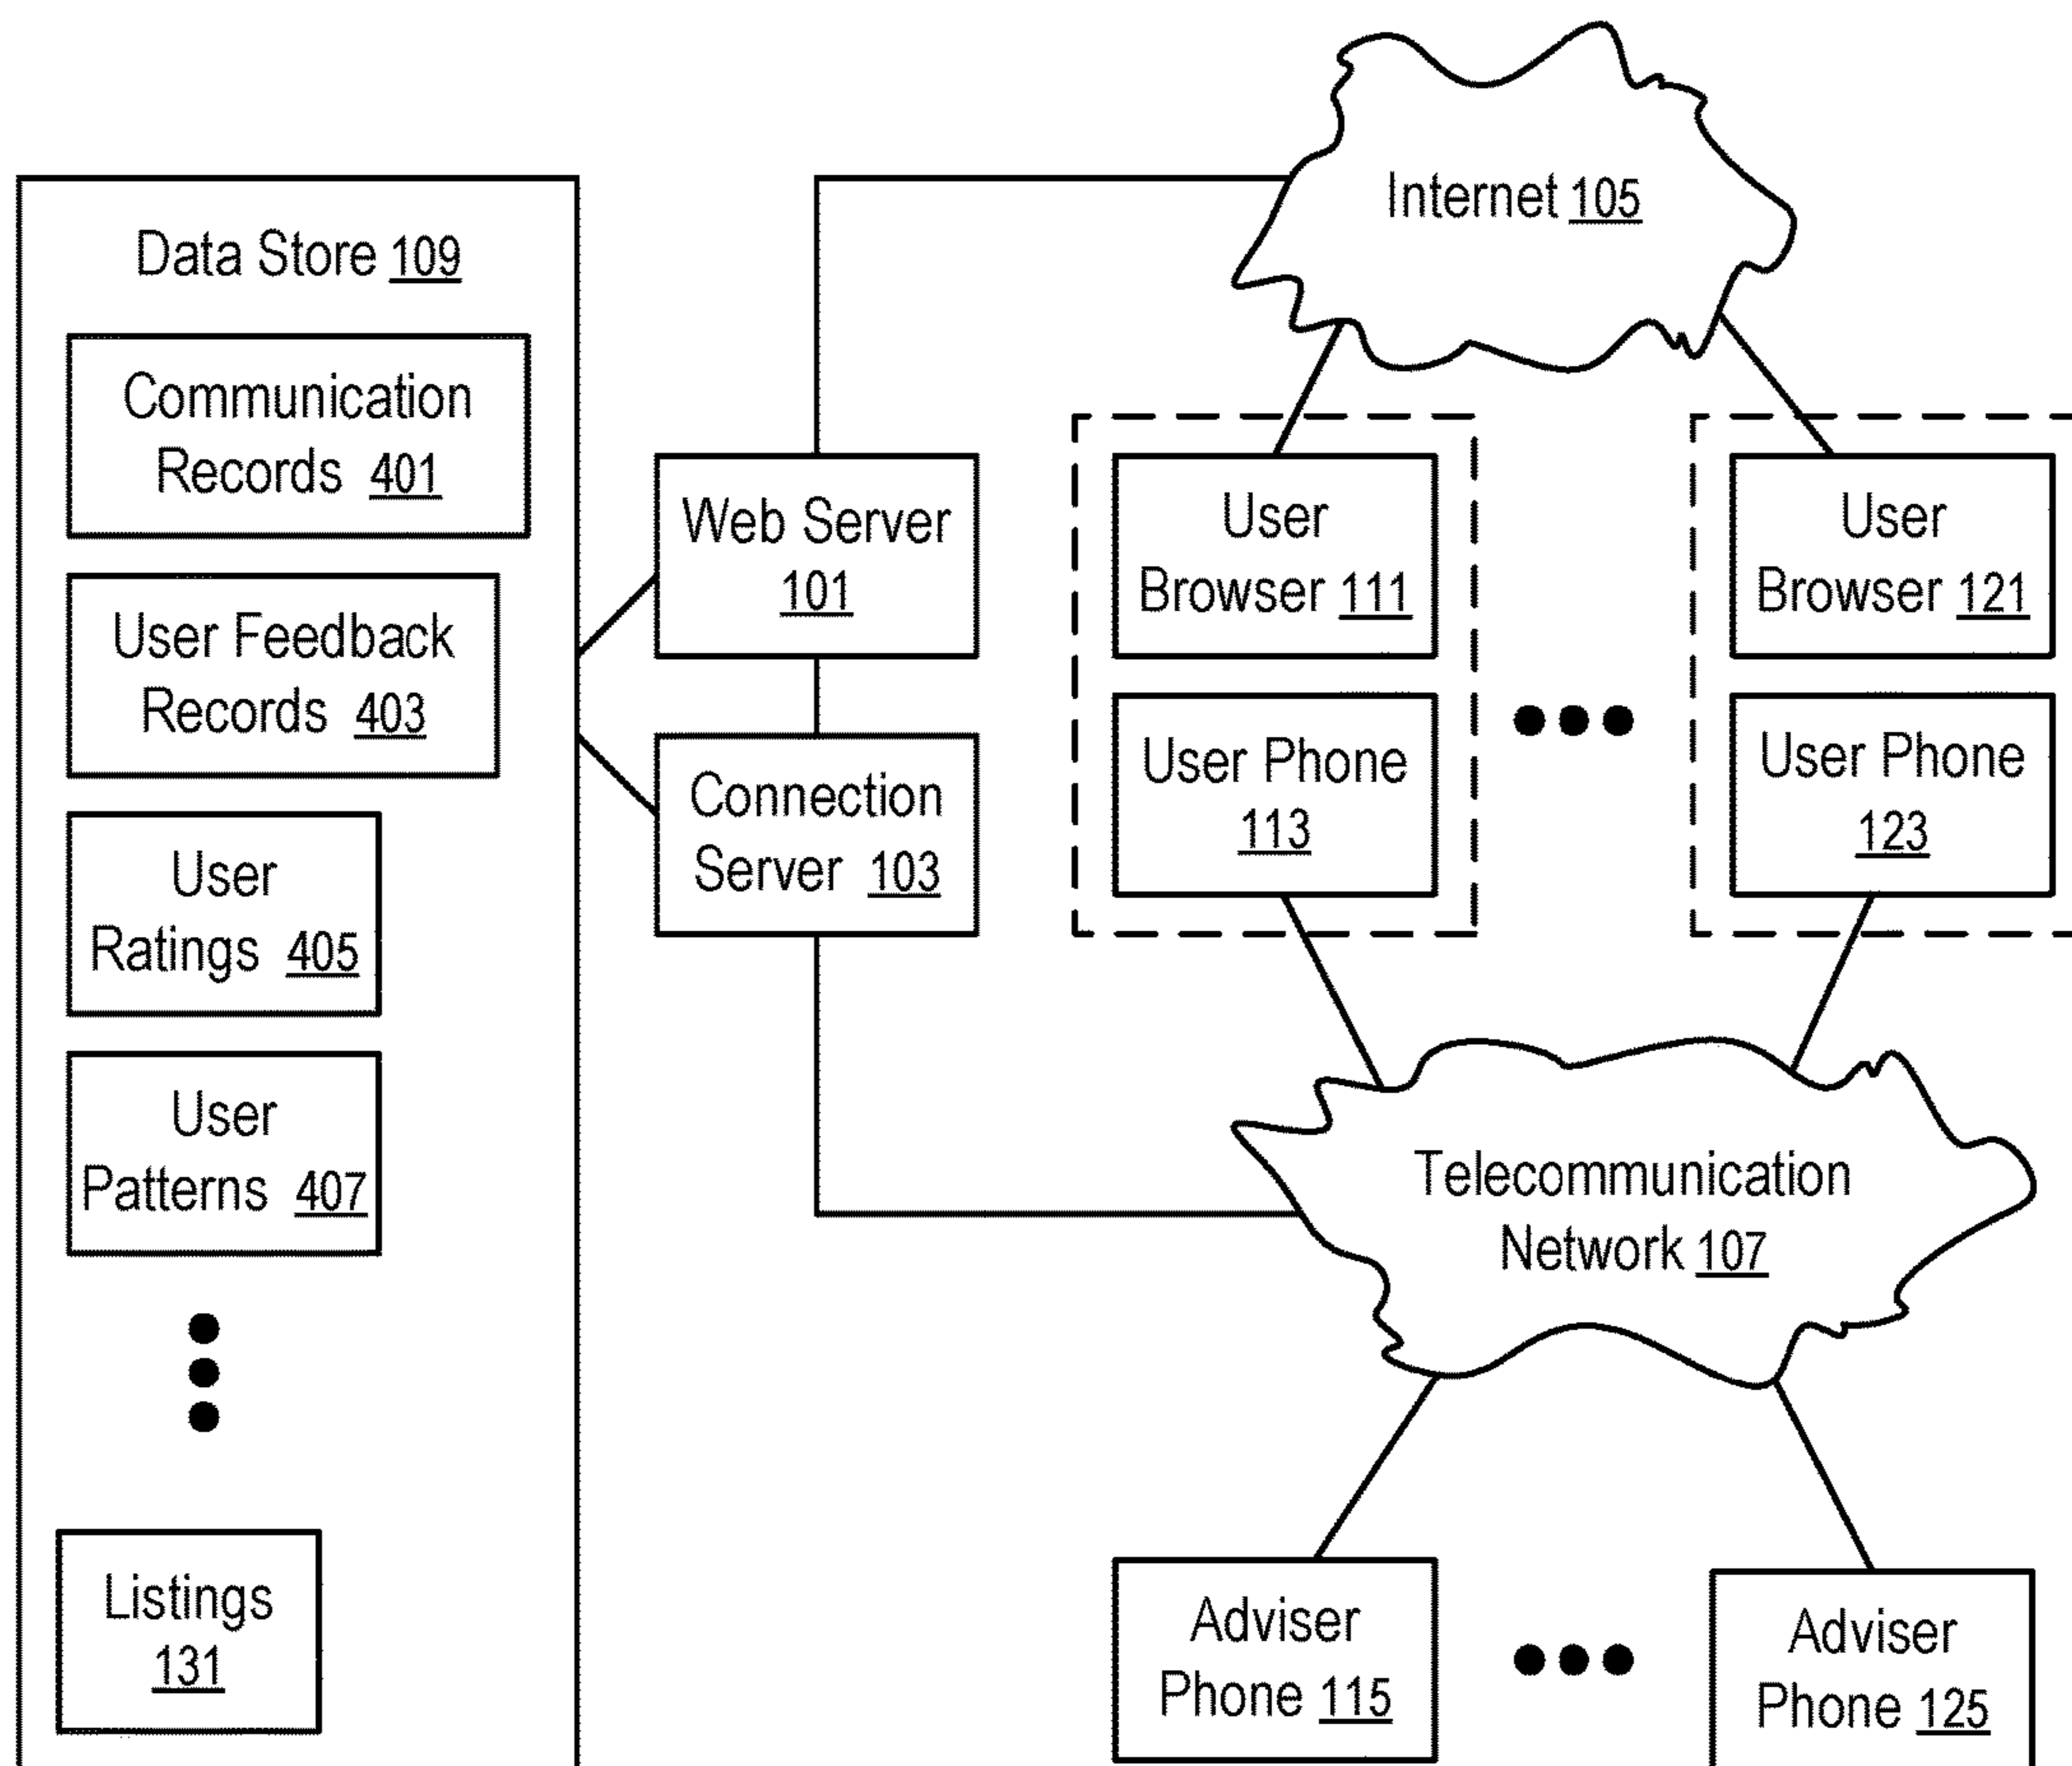 Internet 105
Data Store 109
Communication
Records 401
User Feedback
Records 403
User
Ratings 405
User
Patterns 407
Listings
131
Web Server
101
Connection
Server 103
User
Browser 111
User Phone
113
User
Browser 121
User Phone
123
Telecommunication
Network 107
Adviser
Phone 115
Adviser
Phone 125